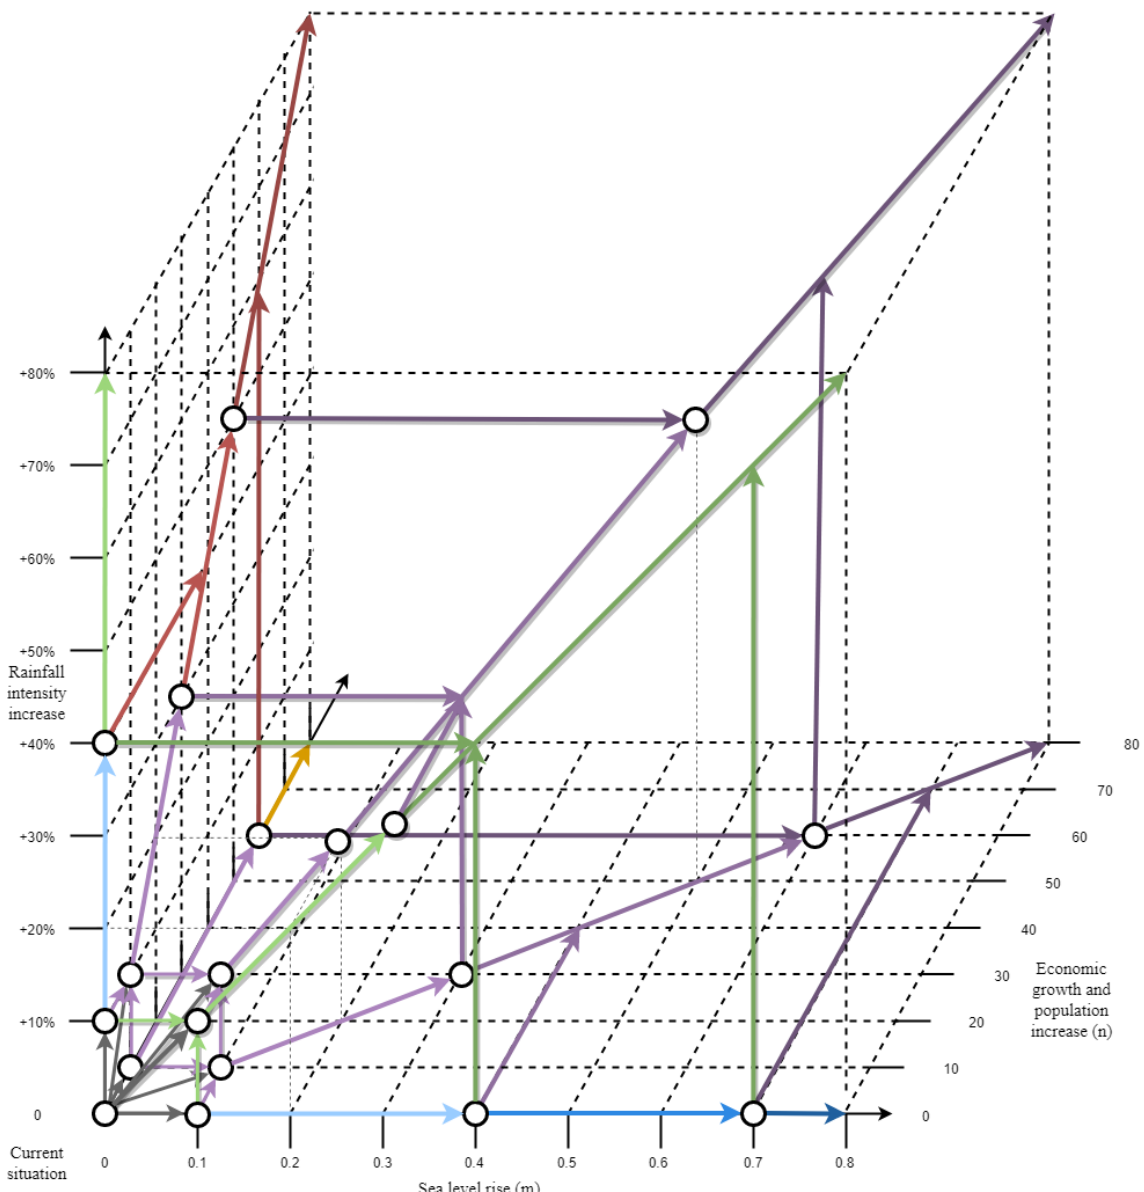 +80%
+70%
+60%
+50%
Rainfall
intensity
increase
+40%
80
70
+30%
60
50
+20%
40
30
Economic
growth and
population
increase (n)
+10%
20
10
0
0
Current
situation
0
0.1
0.2
0.3
0.4
0.5
0.6
0.7
0.8
Sea level rise (m)